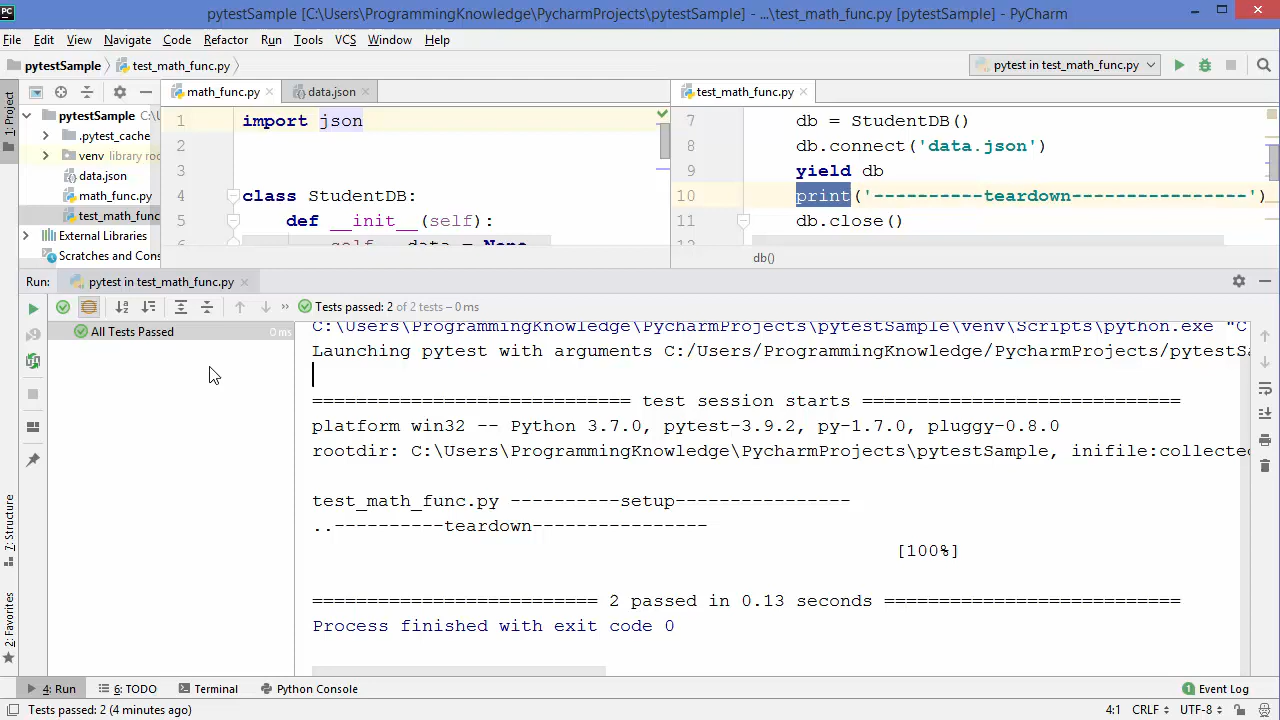 PC
pytestSample [C:\Users\ProgrammingKnowledge\PycharmProjects\pytestSample] - ...\test_math_func.py [pytestSample] - PyCharm
File Edit View Navigate Code Refactor Run Tools VCS Window Help
pytestSample test_math_func.py
pytest in test_math_func.py
1: Project
pytestSample C:\U
.pytest_cache
venv library roo
data.json
math_func.py
test_math_func
External Libraries
Scratches and Cons
math_func.py data.json
1 import json
2
3
4 class StudentDB:
5 def __init__(self):
6 self.__data = None
test_math_func.py
7 db = StudentDB()
8 db.connect('data.json')
9 yield db
10 print('----------teardown----------------')
11 db.close()
12
db()
Run: pytest in test_math_func.py
Tests passed: 2 of 2 tests – 0 ms
All Tests Passed 0 ms
C:\Users\ProgrammingKnowledge\PycharmProjects\pytestSample\venv\Scripts\python.exe "C
Launching pytest with arguments C:/Users/ProgrammingKnowledge/PycharmProjects/pytestSa
============================= test session starts =============================
platform win32 -- Python 3.7.0, pytest-3.9.2, py-1.7.0, pluggy-0.8.0
rootdir: C:\Users\ProgrammingKnowledge\PycharmProjects\pytestSample, inifile:collected
test_math_func.py ----------setup----------------
..----------teardown----------------
[100%]
========================== 2 passed in 0.13 seconds ===========================
Process finished with exit code 0
7: Structure
2: Favorites
4: Run 6: TODO Terminal Python Console
1 Event Log
Tests passed: 2 (4 minutes ago)
4:1 CRLF UTF-8